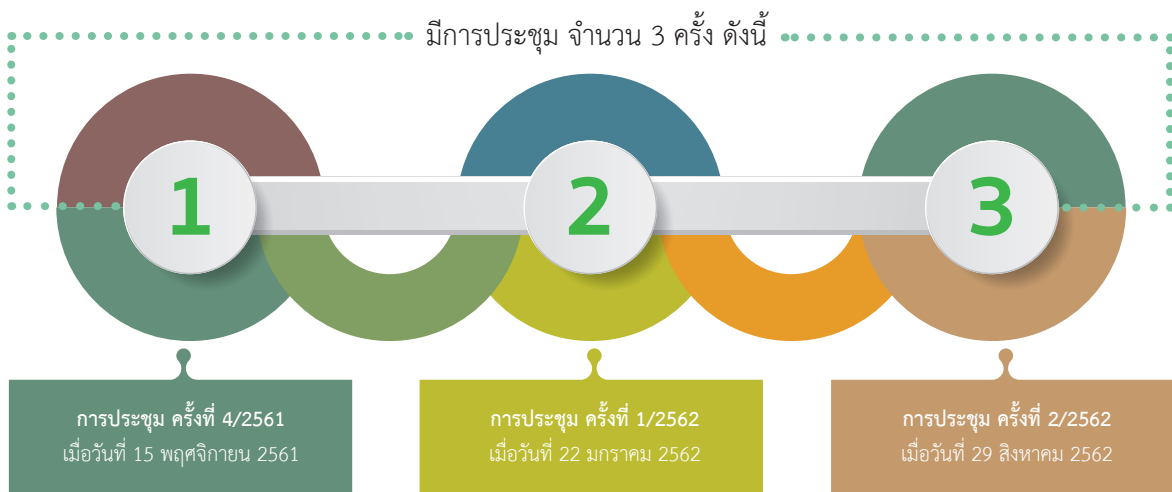 มีการประชุม จำนวน 3 ครั้ง ดังนี้
1
2
3
การประชุม ครั้งที่ 4/2561
เมื่อวันที่ 15 พฤศจิกายน 2561
การประชุม ครั้งที่ 1/2562
เมื่อวันที่ 22 มกราคม 2562
การประชุม ครั้งที่ 2/2562
เมื่อวันที่ 29 สิงหาคม 2562